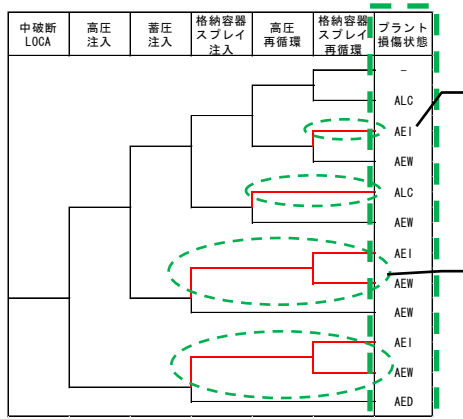 中破断
LOCA
高圧
注入
蓄圧
注入
格納容器
スプレイ
注入
高圧
再循環
格納容器
スプレイ
再循環
プラント
損傷状態
-
ALC
AEI
AEW
ALC
AEW
AEI
AEW
AEW
AEI
AEW
AED